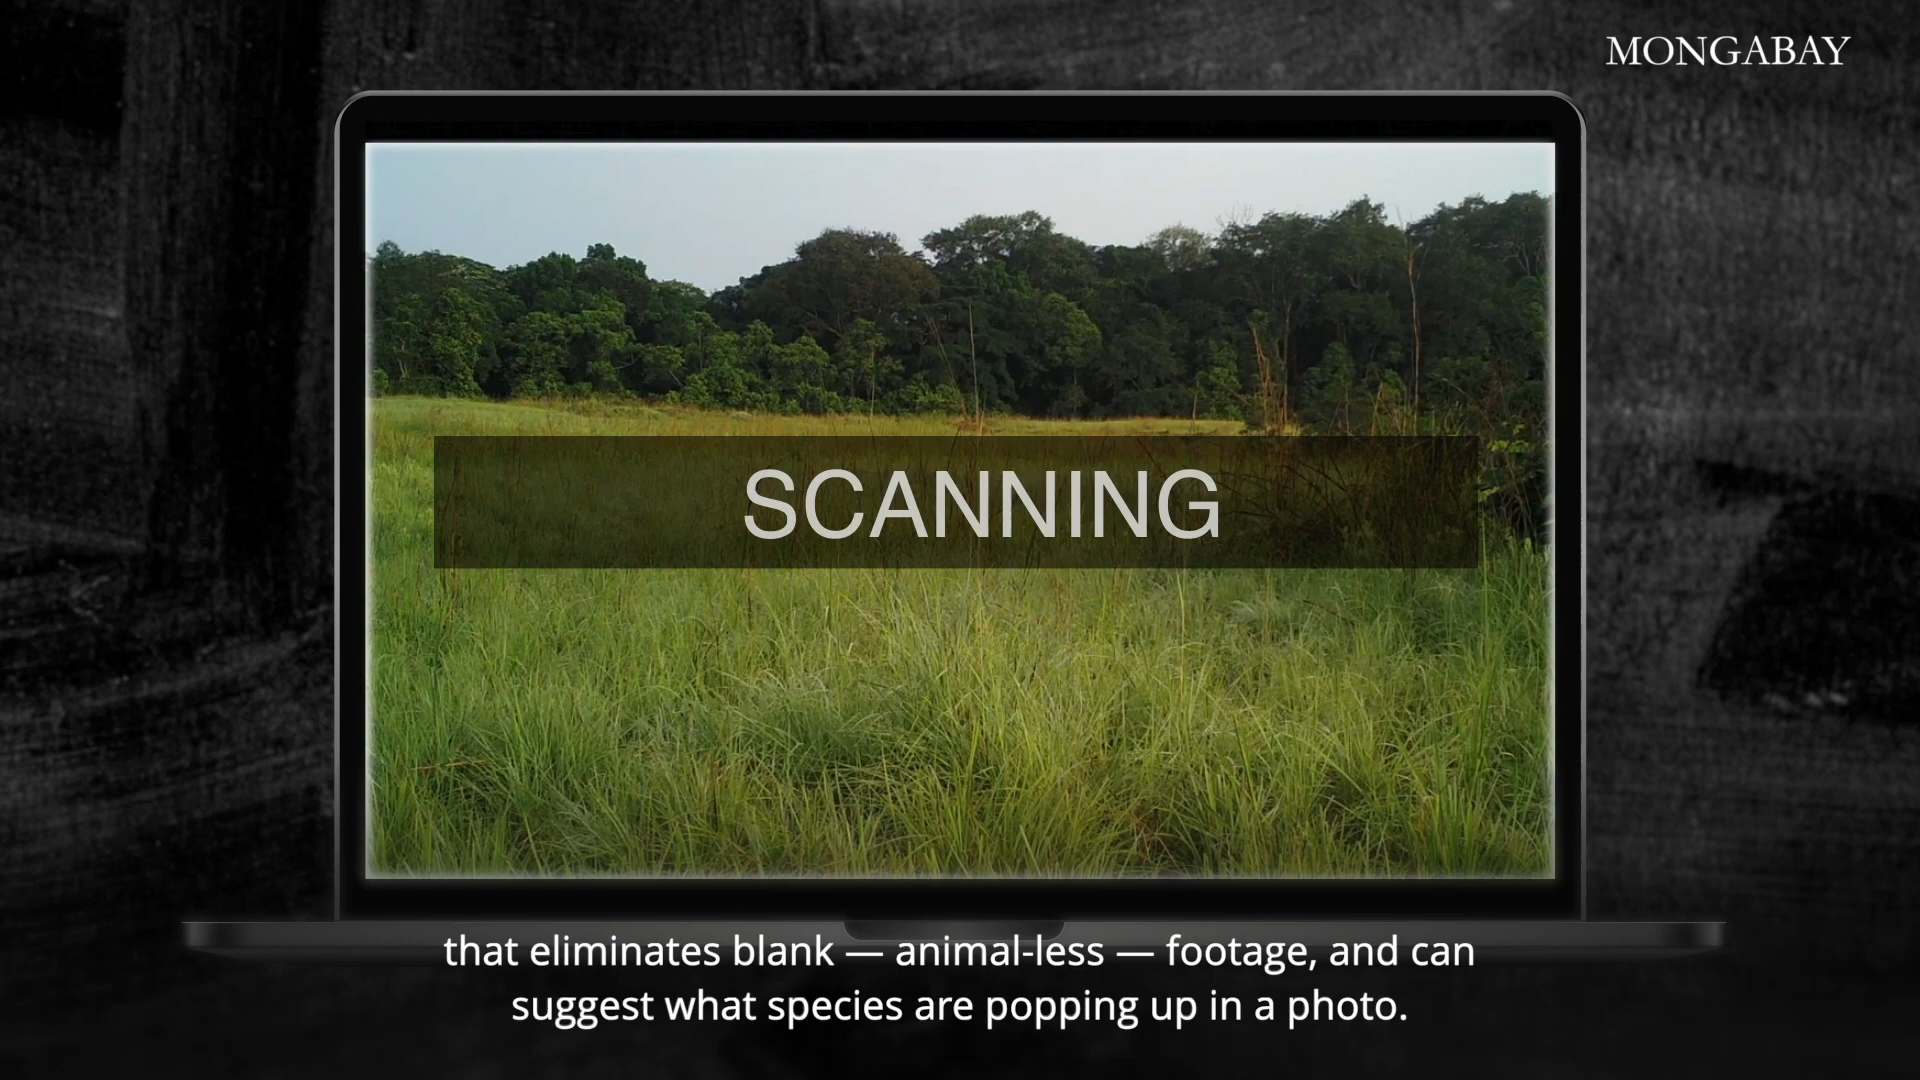 MONGABAY
SCANNING
that eliminates blank — animal-less — footage, and can
suggest what species are popping up in a photo.